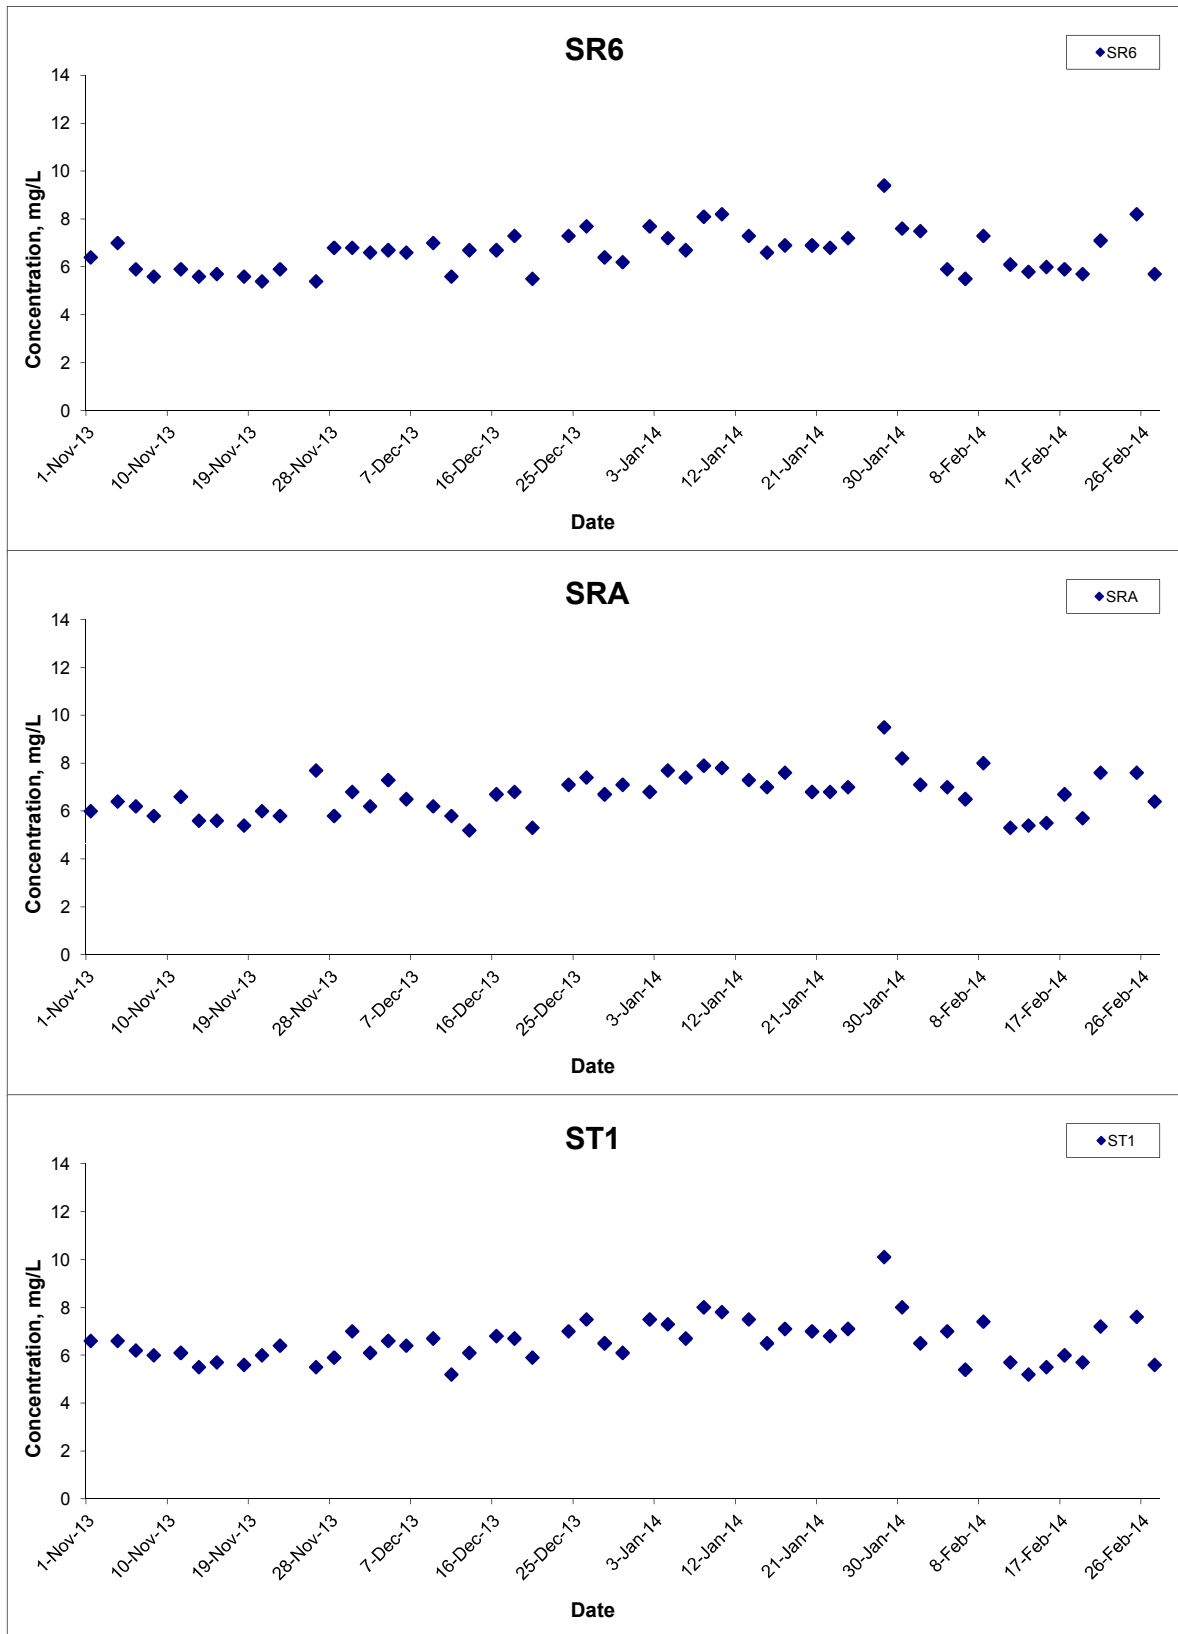 SR6
SR6
14
12
10
8
6
4
2
0
Concentration, mg/L
1-Nov-13
10-Nov-13
19-Nov-13
28-Nov-13
7-Dec-13
16-Dec-13
25-Dec-13
3-Jan-14
12-Jan-14
21-Jan-14
30-Jan-14
8-Feb-14
17-Feb-14
26-Feb-14
Date
SRA
SRA
14
12
10
8
6
4
2
0
Concentration, mg/L
1-Nov-13
10-Nov-13
19-Nov-13
28-Nov-13
7-Dec-13
16-Dec-13
25-Dec-13
3-Jan-14
12-Jan-14
21-Jan-14
30-Jan-14
8-Feb-14
17-Feb-14
26-Feb-14
Date
ST1
ST1
14
12
10
8
6
4
2
0
Concentration, mg/L
1-Nov-13
10-Nov-13
19-Nov-13
28-Nov-13
7-Dec-13
16-Dec-13
25-Dec-13
3-Jan-14
12-Jan-14
21-Jan-14
30-Jan-14
8-Feb-14
17-Feb-14
26-Feb-14
Date